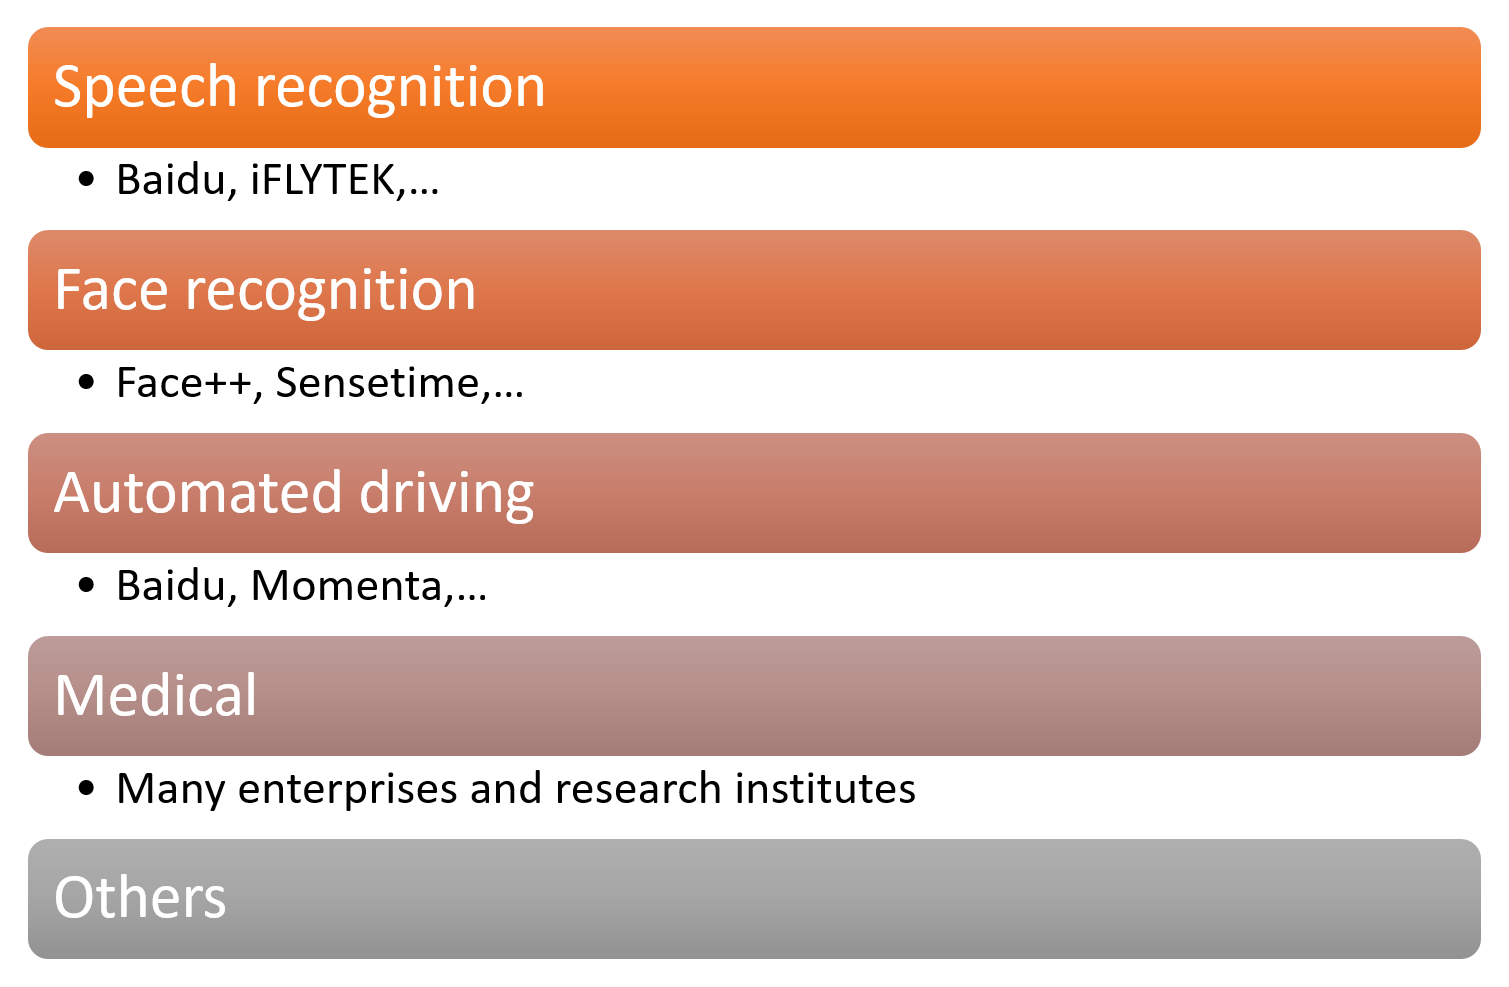 Speech recognition
• Baidu, iFLYTEK,...
Face recognition
• Face++, Sensetime,...
Automated driving
• Baidu, Momenta,...
Medical
• Many enterprises and research institutes
Others